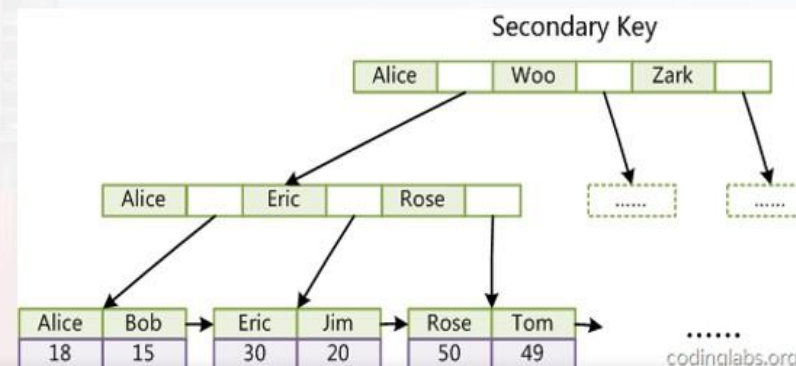 Secondary Key
Alice Woo Zark
Alice Eric Rose ...... ......
Alice Bob Eric Jim Rose Tom
18 15 30 20 50 49
......
codinglabs.org